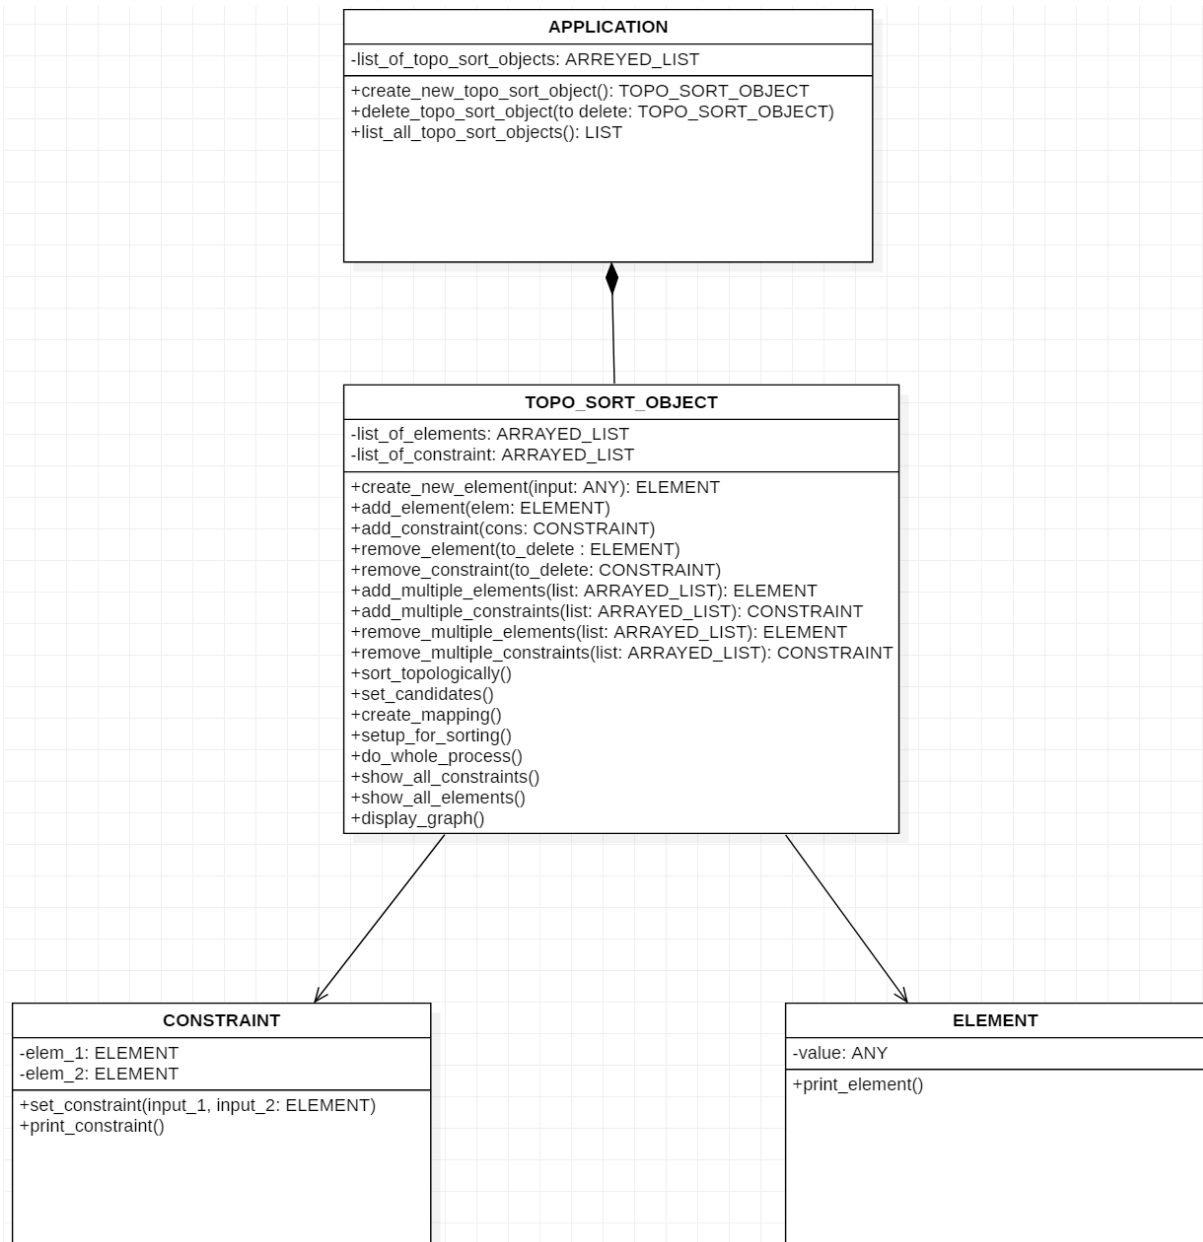 APPLICATION
-list_of_topo_sort_objects: ARREYED_LIST
+create_new_topo_sort_object(): TOPO_SORT_OBJECT
+delete_topo_sort_object(to delete: TOPO_SORT_OBJECT)
+list_all_topo_sort_objects(): LIST
TOPO_SORT_OBJECT
-list_of_elements: ARRAYED_LIST
-list_of_constraint: ARRAYED_LIST
+create_new_element(input: ANY): ELEMENT
+add_element(elem: ELEMENT)
+add_constraint(cons: CONSTRAINT)
+remove_element(to_delete : ELEMENT)
+remove_constraint(to_delete: CONSTRAINT)
+add_multiple_elements(list: ARRAYED_LIST): ELEMENT
+add_multiple_constraints(list: ARRAYED_LIST): CONSTRAINT
+remove_multiple_elements(list: ARRAYED_LIST): ELEMENT
+remove_multiple_constraints(list: ARRAYED_LIST): CONSTRAINT
+sort_topologically()
+set_candidates()
+create_mapping()
+setup_for_sorting()
+do_whole_process()
+show_all_constraints()
+show_all_elements()
+display_graph()
CONSTRAINT
-elem_1: ELEMENT
-elem_2: ELEMENT
+set_constraint(input_1, input_2: ELEMENT)
+print_constraint()
ELEMENT
-value: ANY
+print_element()